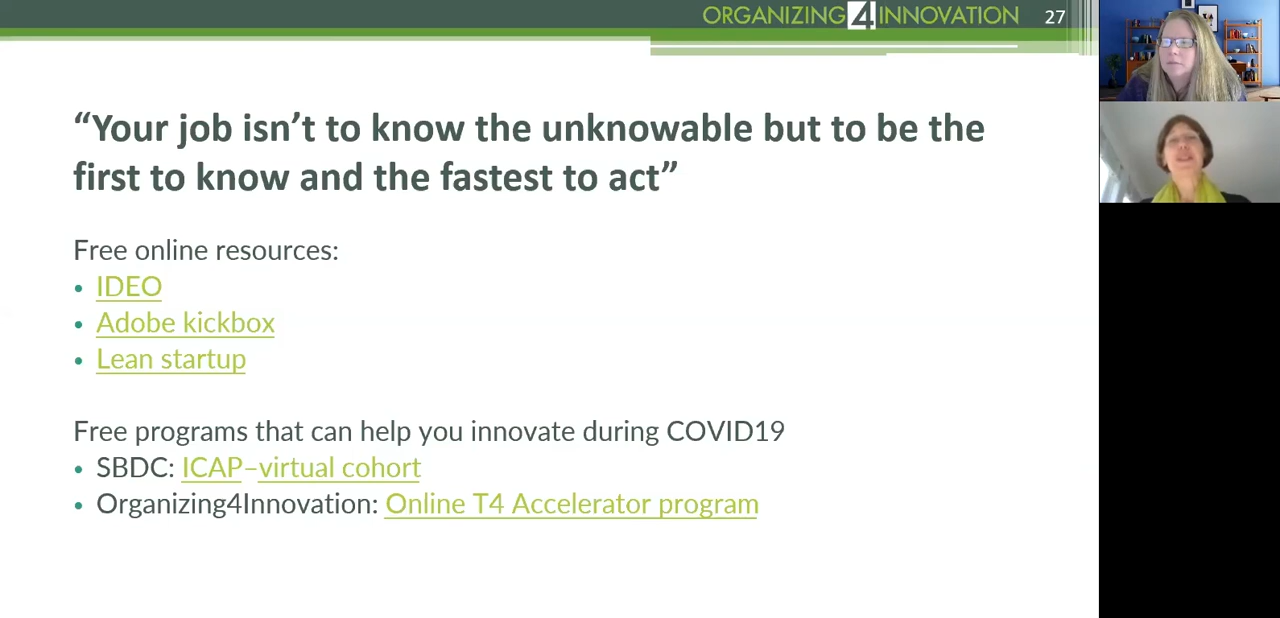 ORGANIZING4INNOVATION 27
“Your job isn’t to know the unknowable but to be the
first to know and the fastest to act”
Free online resources:
• IDEO
• Adobe kickbox
• Lean startup
Free programs that can help you innovate during COVID19
• SBDC: ICAP–virtual cohort
• Organizing4Innovation: Online T4 Accelerator program